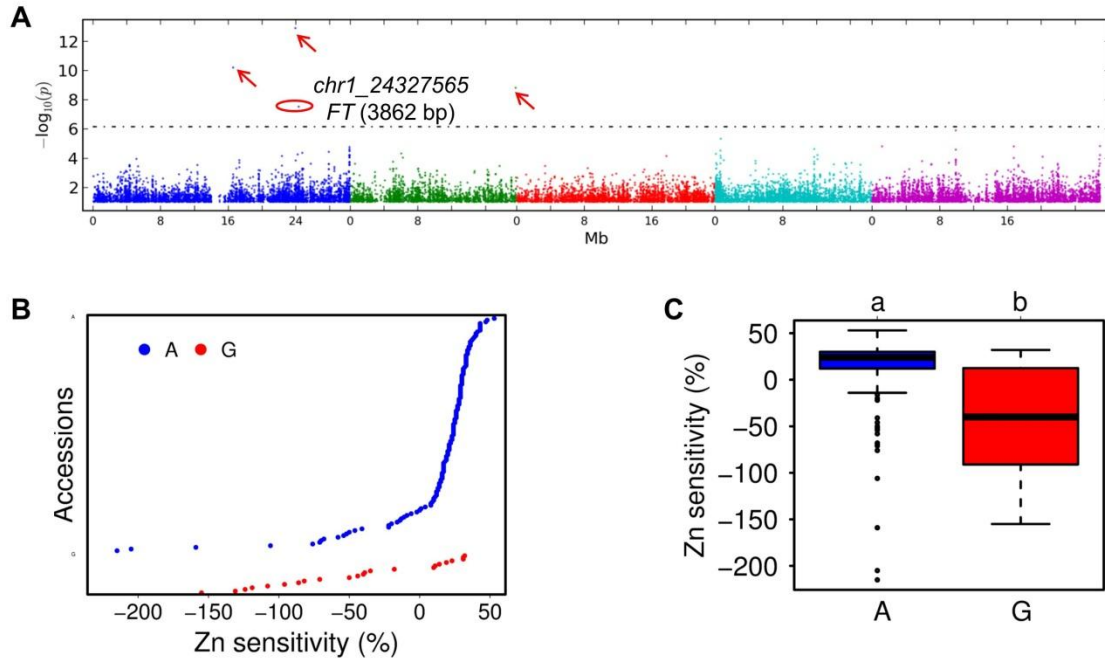 A
−log₁₀(p)
12
10
8
6
4
2
chr1_24327565
FT (3862 bp)
0 16 24 0 8 0 8 16 0 8 0 8 16
Mb
B
A
G
A G
Accessions
−200 −150 −100 −50 0 50
Zn sensitivity (%)
C
a b
Zn sensitivity (%)
50
0
−50
−100
−150
−200
A G